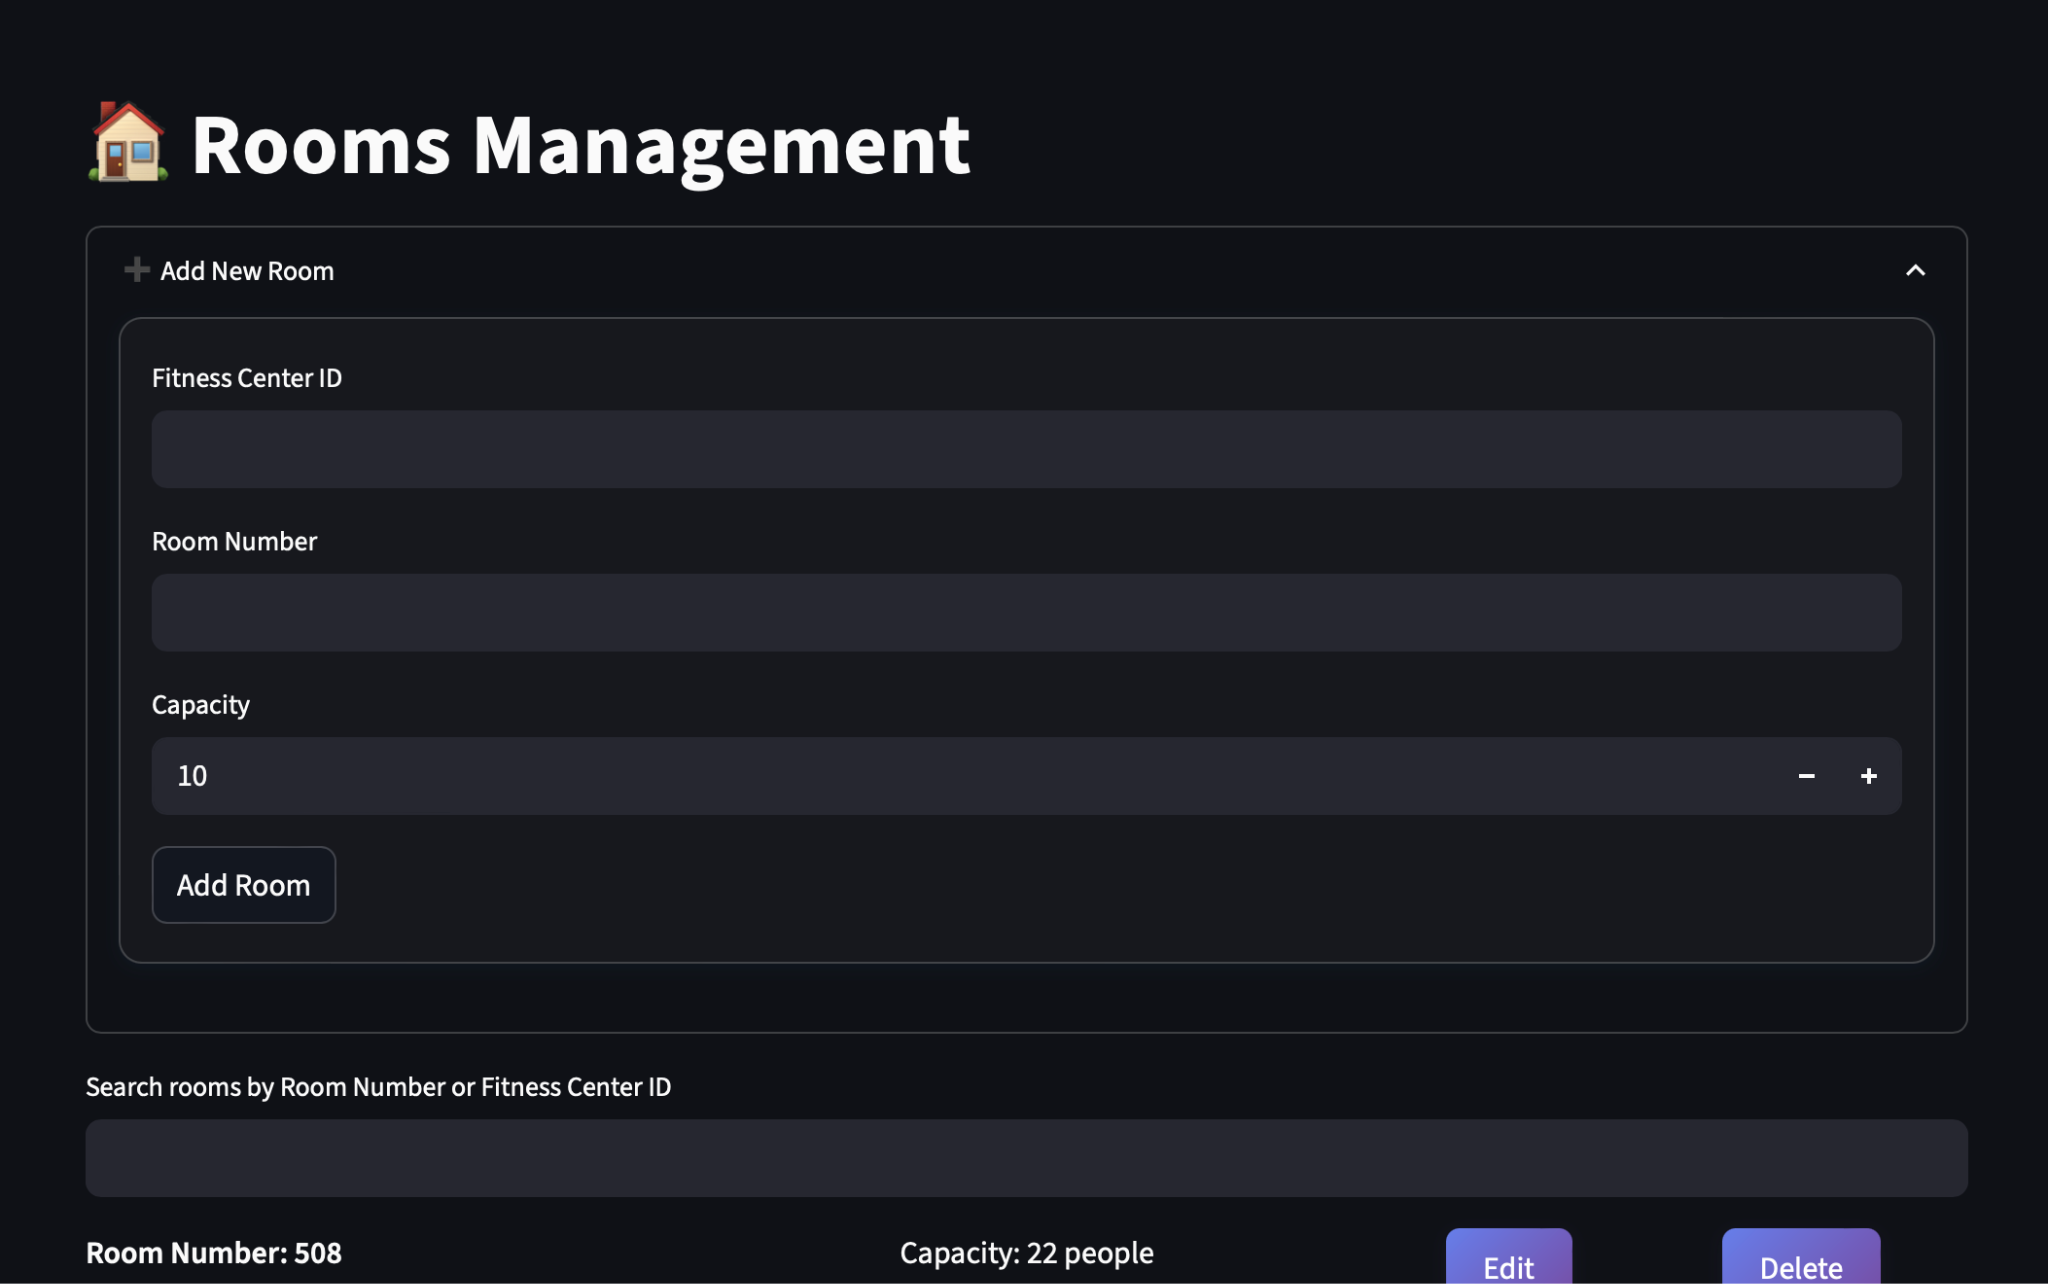 Rooms Management
Add New Room
Fitness Center ID
Room Number
Capacity
10
Add Room
Search rooms by Room Number or Fitness Center ID
Room Number: 508 Capacity: 22 people Edit Delete